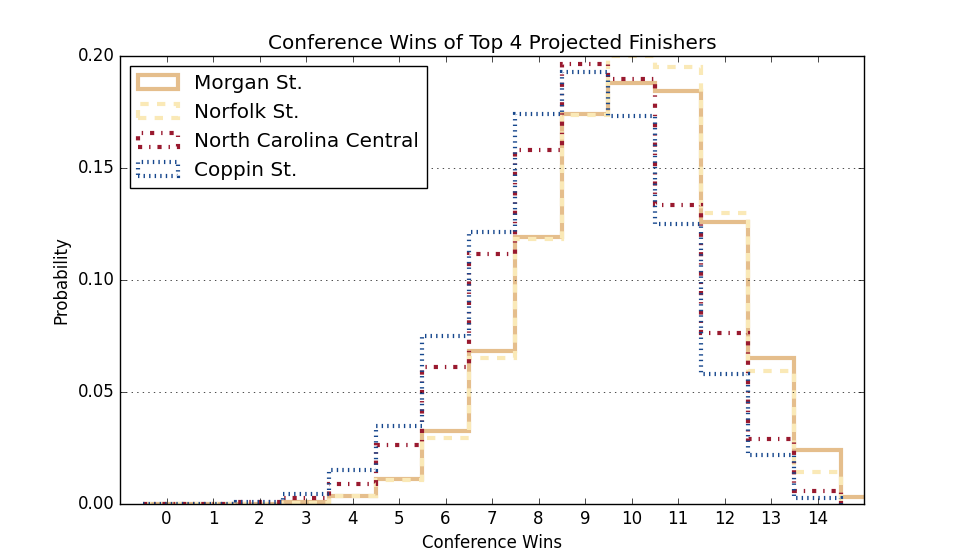 Conference Wins of Top 4 Projected Finishers
0.20
0.15
0.10
0.05
0.00
Probability
Morgan St.
Norfolk St.
North Carolina Central
Coppin St.
0 1 2 3 4 5 6 7 8 9 10 11 12 13 14
Conference Wins